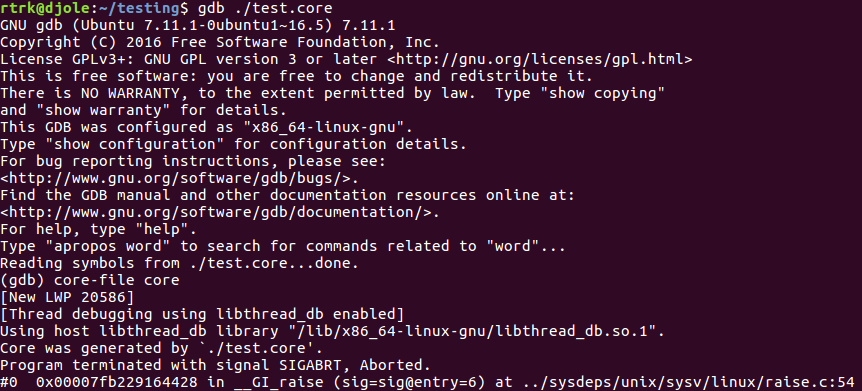 rtrk@djole:~/testing$ gdb ./test.core
GNU gdb (Ubuntu 7.11.1-0ubuntu1~16.5) 7.11.1
Copyright (C) 2016 Free Software Foundation, Inc.
License GPLv3+: GNU GPL version 3 or later <http://gnu.org/licenses/gpl.html>
This is free software: you are free to change and redistribute it.
There is NO WARRANTY, to the extent permitted by law.  Type "show copying"
and "show warranty" for details.
This GDB was configured as "x86_64-linux-gnu".
Type "show configuration" for configuration details.
For bug reporting instructions, please see:
<http://www.gnu.org/software/gdb/bugs/>.
Find the GDB manual and other documentation resources online at:
<http://www.gnu.org/software/gdb/documentation/>.
For help, type "help".
Type "apropos word" to search for commands related to "word"...
Reading symbols from ./test.core...done.
(gdb) core-file core
[New LWP 20586]
[Thread debugging using libthread_db enabled]
Using host libthread_db library "/lib/x86_64-linux-gnu/libthread_db.so.1".
Core was generated by `./test.core'.
Program terminated with signal SIGABRT, Aborted.
#0  0x00007fb229164428 in __GI_raise (sig=sig@entry=6) at ../sysdeps/unix/sysv/linux/raise.c:54